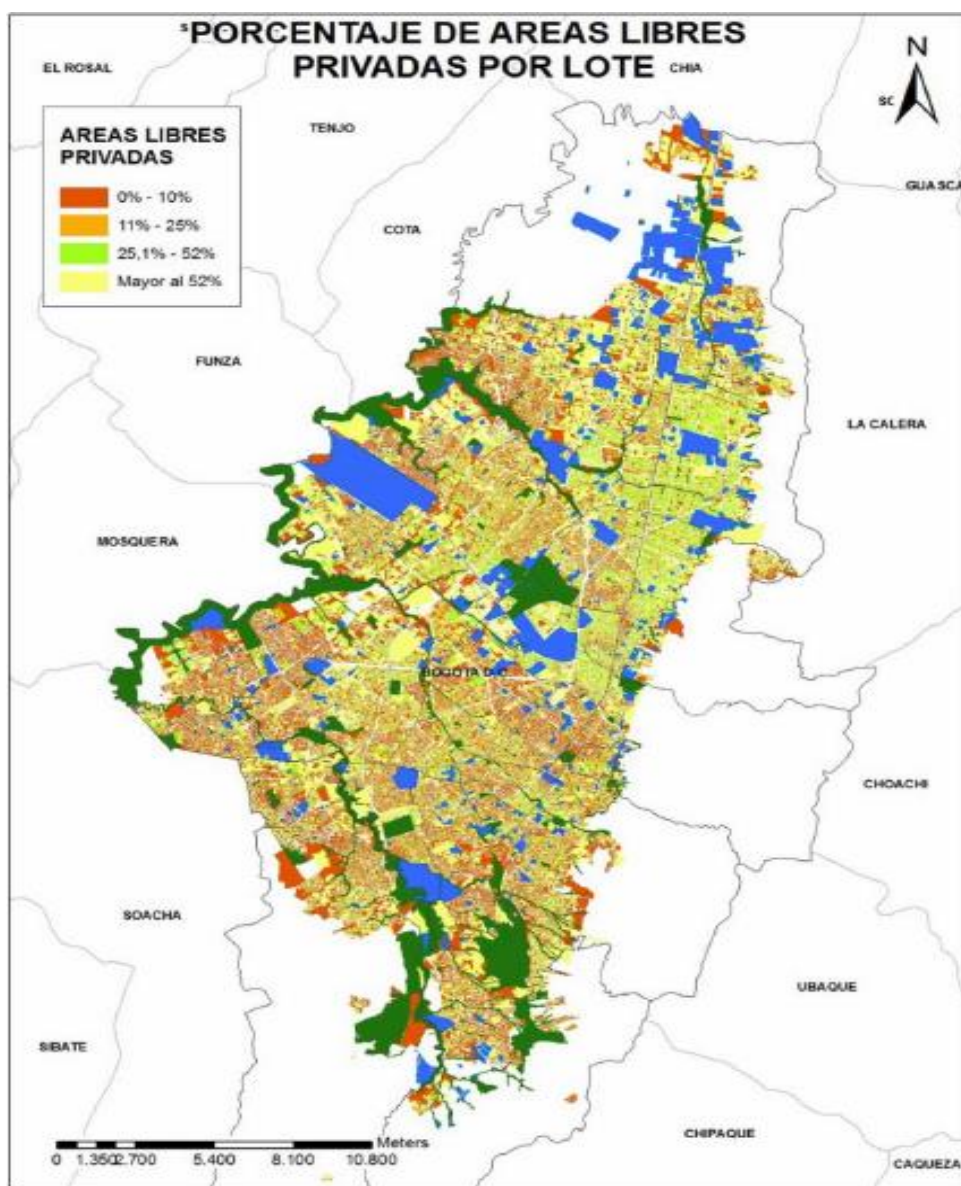 sPORCENTAJE DE AREAS LIBRES
PRIVADAS POR LOTE
N
EL ROSAL
CHIA
SC
TENJO
AREAS LIBRES
PRIVADAS
0% - 10%
11% - 25%
25,1% - 52%
Mayor al 52%
GUASCA
COTA
FUNZA
LA CALERA
MOSQUERA
BOGOTA D.C.
CHOACHI
SOACHA
UBAQUE
SIBATE
CHIPAQUE
CAQUEZA
Meters
0 1.350 2.700 5.400 8.100 10.800